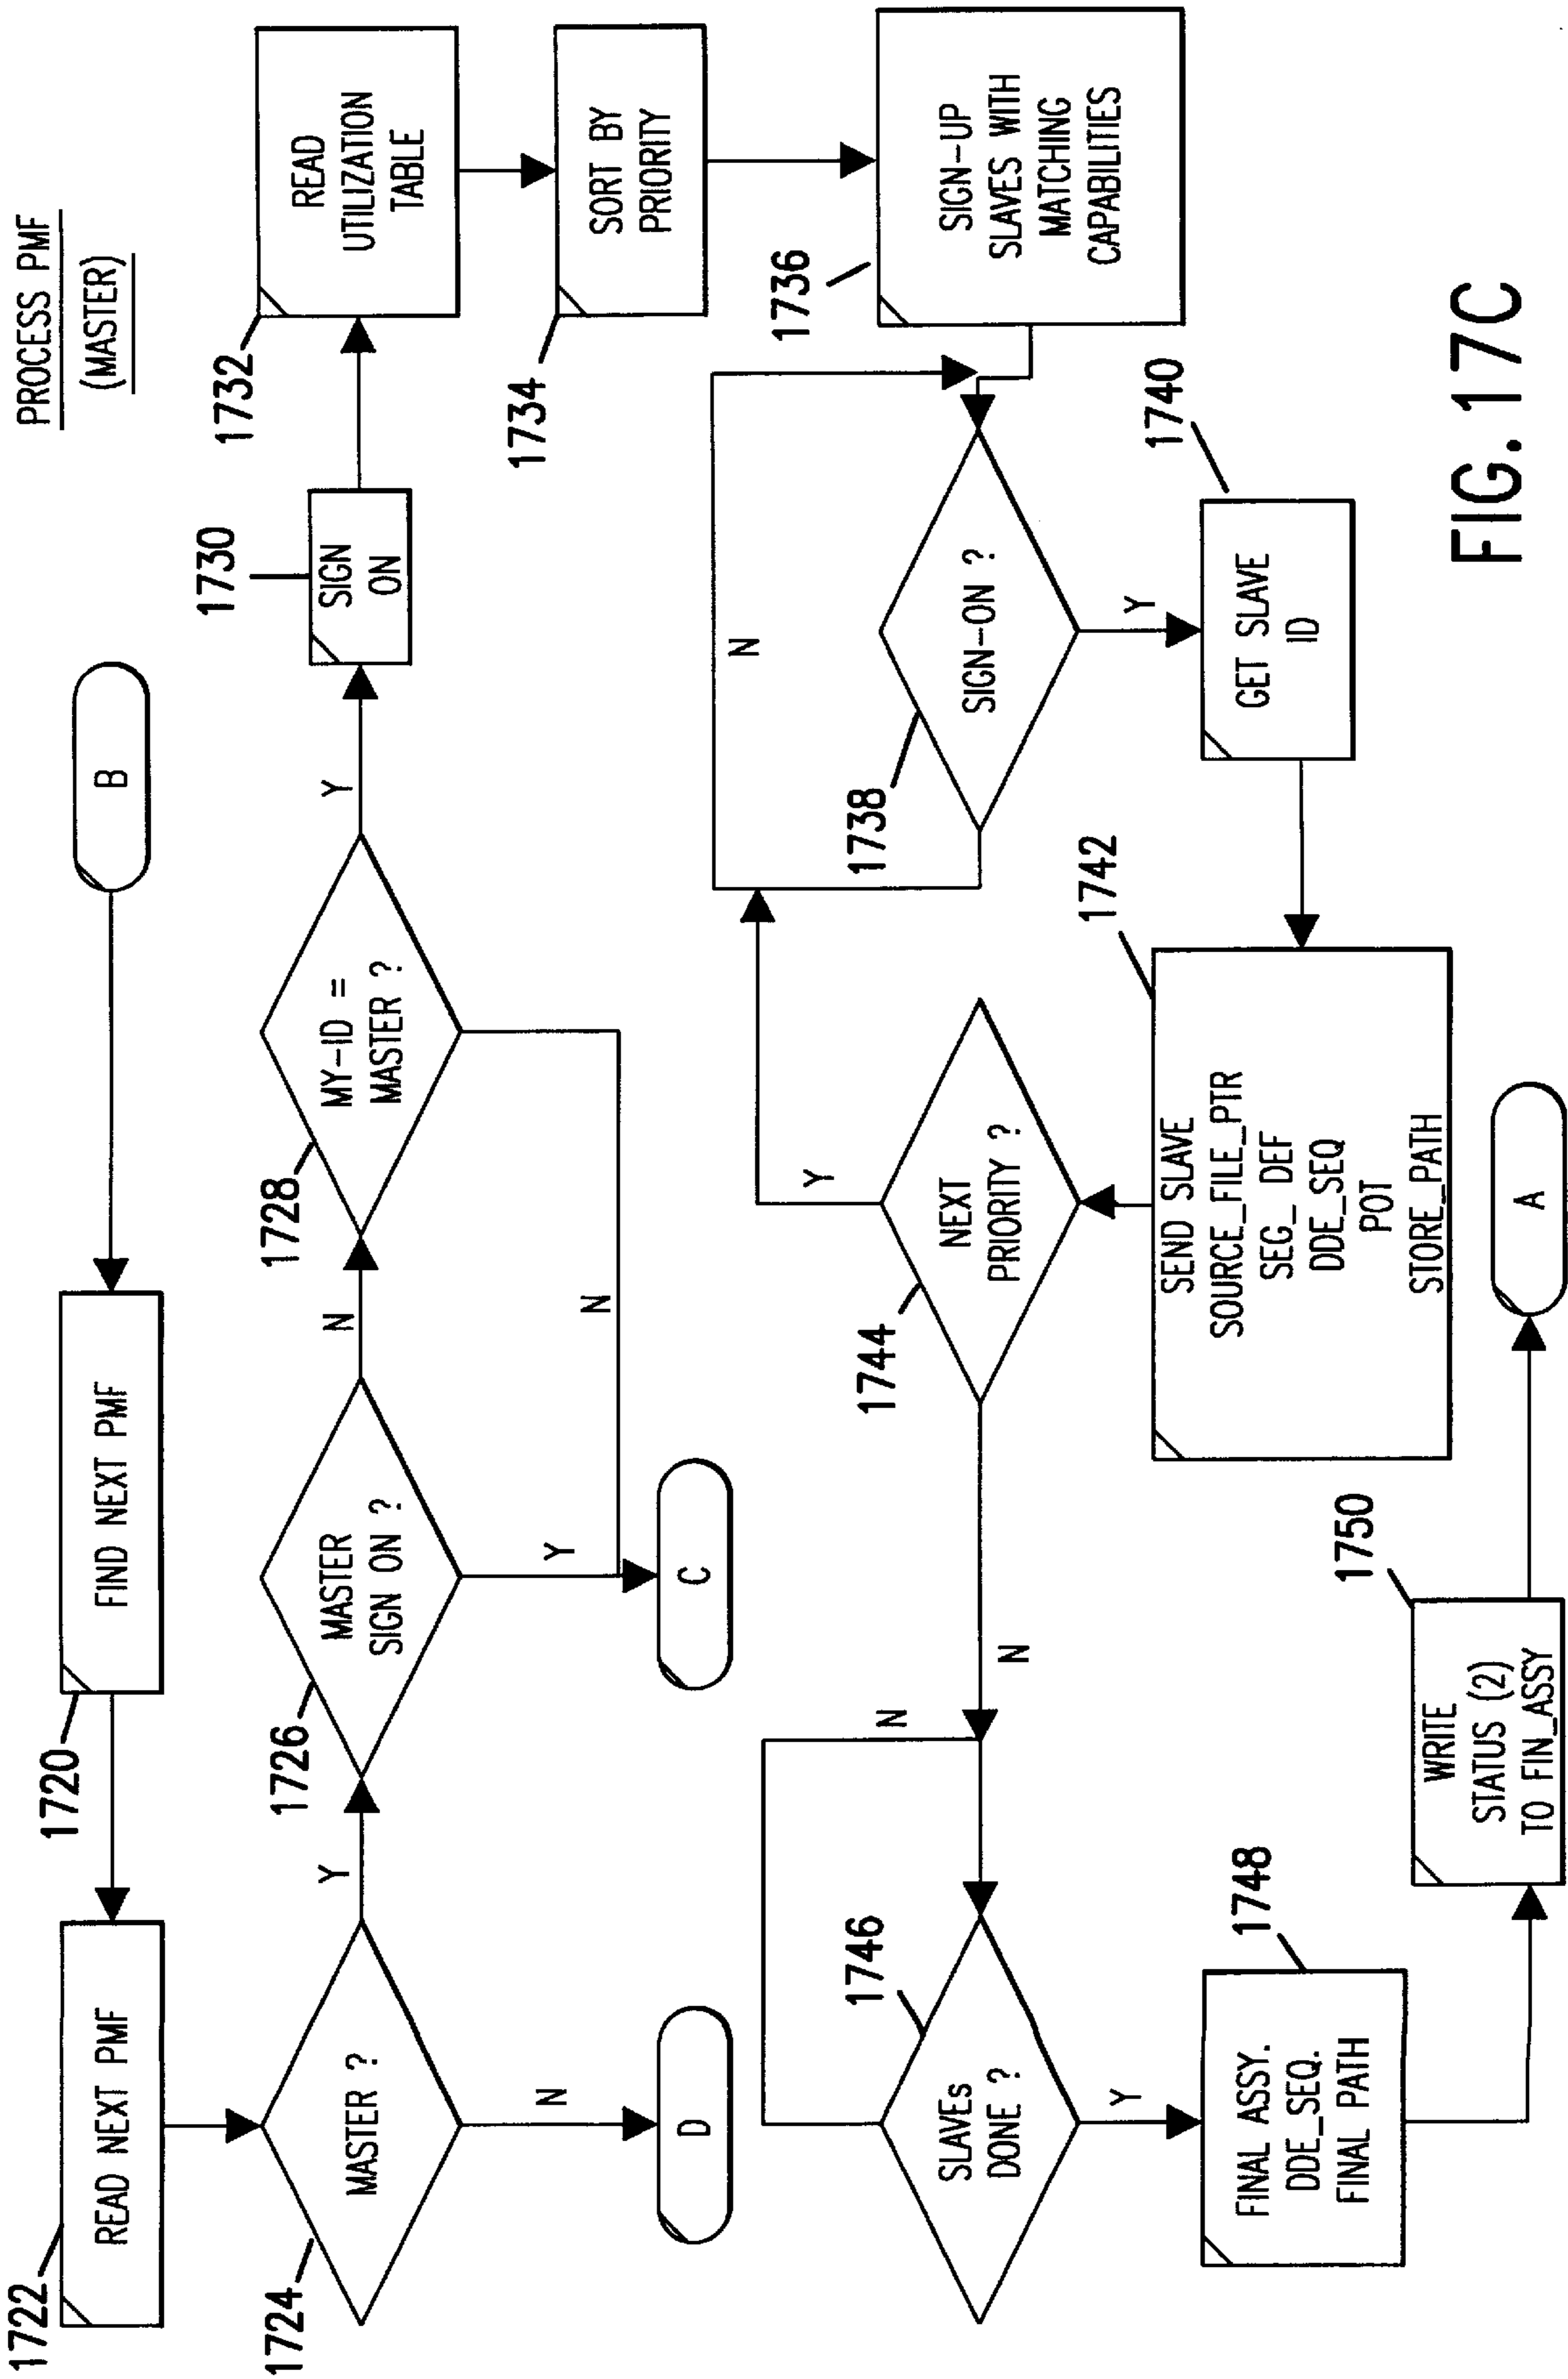 PROCESS PMF
(MASTER)
B
1720
FIND NEXT PMF
1722
READ NEXT PMF
1724
MASTER ?
Y
N
D
1726
MASTER
SIGN ON ?
N
Y
C
1728
MY-ID =
MASTER ?
Y
N
1730
SIGN
ON
1732
READ
UTILIZATION
TABLE
1734
SORT BY
PRIORITY
1736
SIGN-UP
SLAVES WITH
MATCHING
CAPABILITIES
1738
SIGN-ON ?
N
Y
1740
GET SLAVE
ID
1742
SEND SLAVE
SOURCE_FILE_PTR
SEG_ DEF
DDE_SEQ
POT
STORE_PATH
1744
NEXT
PRIORITY ?
Y
N
1746
SLAVEs
DONE ?
N
Y
1748
FINAL ASSY.
DDE_SEQ.
FINAL PATH
1750
WRITE
STATUS (2)
TO FIN_ASSY
A
FIG. 17C